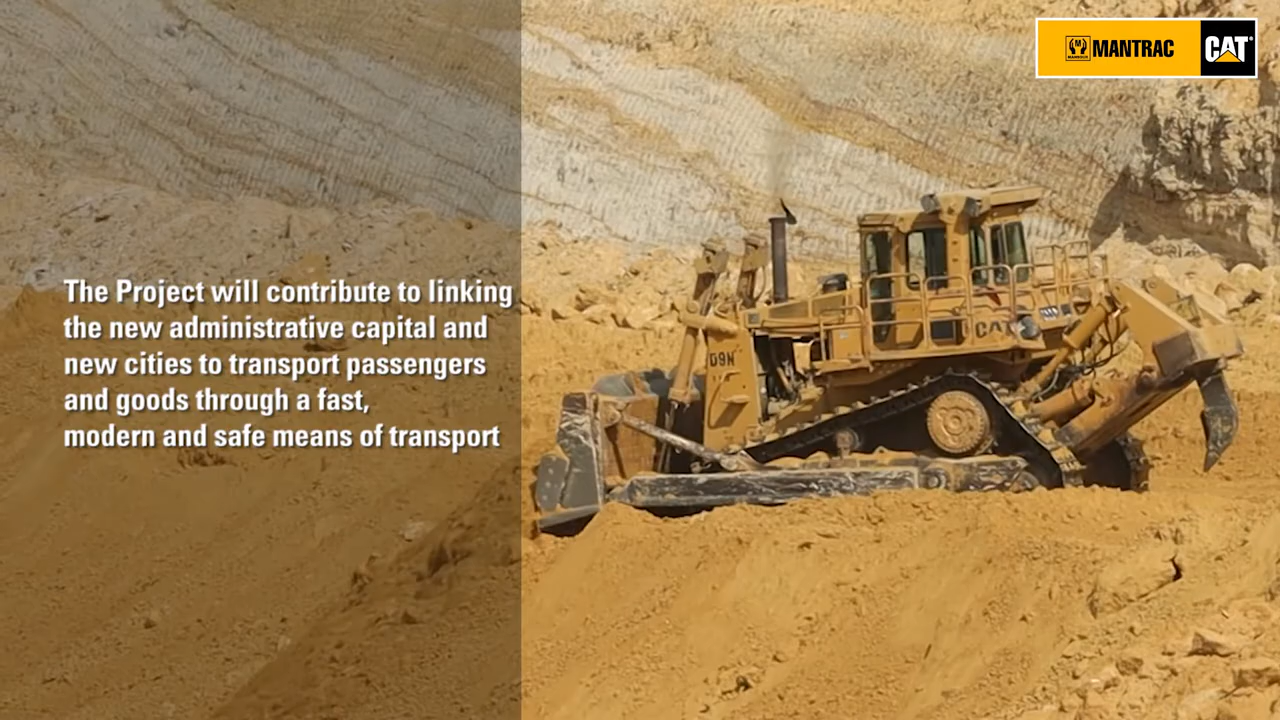 MANTRAC CAT
The Project will contribute to linking
the new administrative capital and
new cities to transport passengers
and goods through a fast,
modern and safe means of transport
D9N
CAT